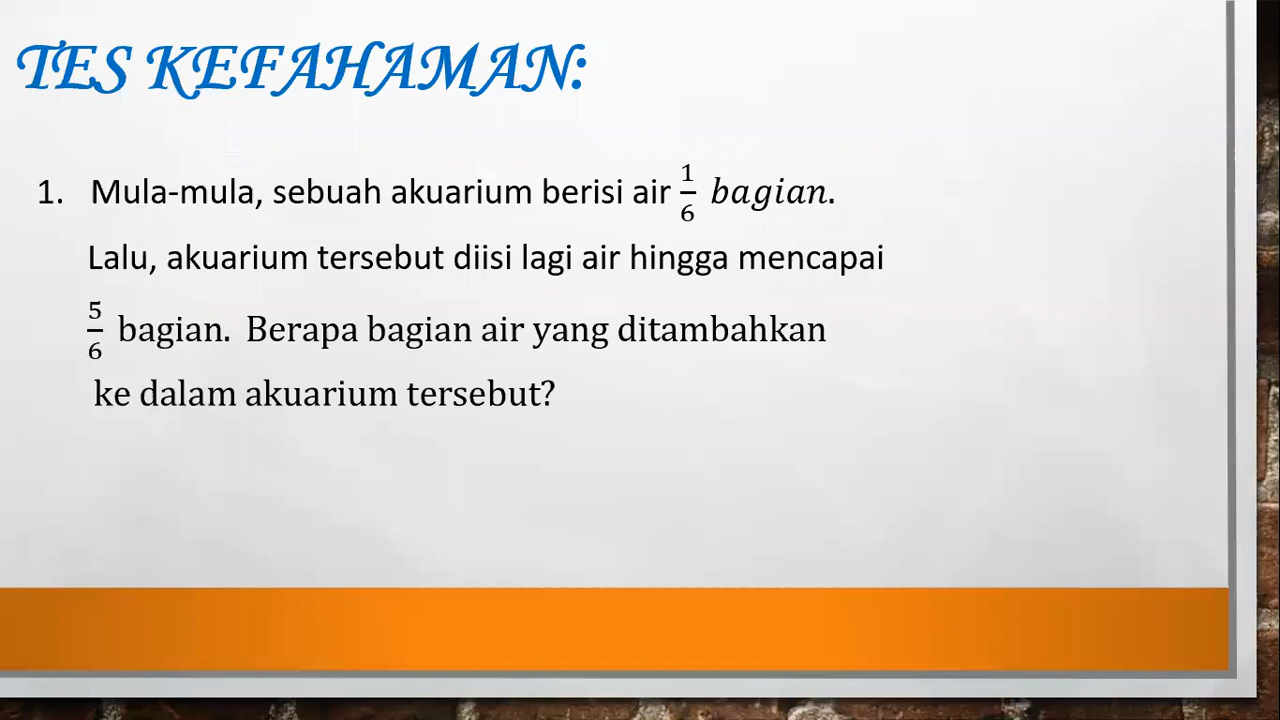 TES KEFAHAMAN:
1. Mula-mula, sebuah akuarium berisi air 1/6 bagian.
Lalu, akuarium tersebut diisi lagi air hingga mencapai
5/6 bagian. Berapa bagian air yang ditambahkan
ke dalam akuarium tersebut?